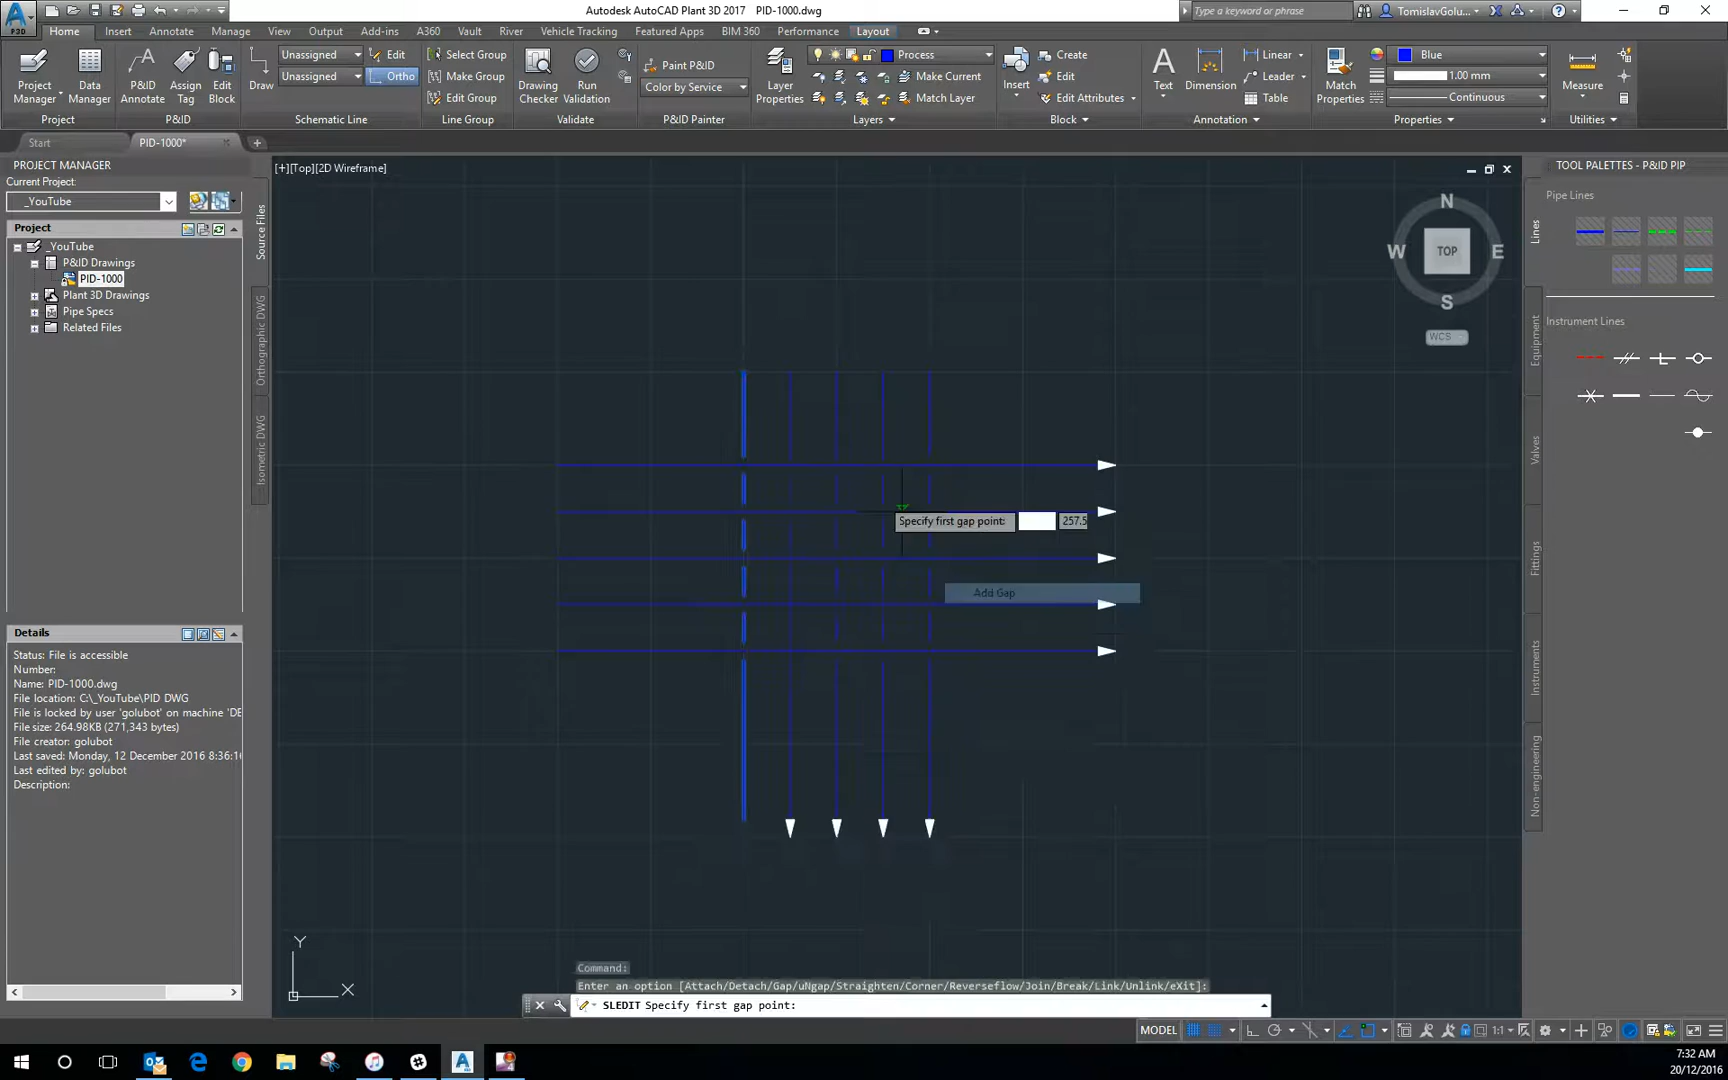 Autodesk AutoCAD Plant 3D 2017 PID-1000.dwg
Type a keyword or phrase
TomislavGolu...
P3D
Home Insert Annotate Manage View Output Add-ins A360 Vault River Vehicle Tracking Featured Apps BIM 360 Performance Layout
Project Manager
Data Manager
Project
P&ID Annotate
Assign Tag
Edit Block
P&ID
Draw
Unassigned
Unassigned
Edit
Ortho
Schematic Line
Select Group
Make Group
Edit Group
Line Group
Drawing Checker
Run Validation
Validate
Paint P&ID
Color by Service
P&ID Painter
Layer Properties
Process
Make Current
Match Layer
Layers
Insert
Create
Edit
Edit Attributes
Block
Text
Dimension
Linear
Leader
Table
Annotation
Match Properties
Blue
1.00 mm
Continuous
Properties
Measure
Utilities
Start
PID-1000*
PROJECT MANAGER
Current Project:
_YouTube
Project
_YouTube
P&ID Drawings
PID-1000
Plant 3D Drawings
Pipe Specs
Related Files
Source Files
Orthographic DWG
Isometric DWG
Details
Status: File is accessible
Number:
Name: PID-1000.dwg
File location: C:\_YouTube\PID DWG
File is locked by user 'golubot' on machine 'DE
File size: 264.98KB (271,343 bytes)
File creator: golubot
Last saved: Monday, 12 December 2016 8:36:16
Last edited by: golubot
Description:
[+][Top][2D Wireframe]
N
W TOP E
S
WCS
Specify first gap point: 257.5
Add Gap
Y
X
Command:
Enter an option [Attach/Detach/Gap/uNgap/Straighten/Corner/Reverseflow/Join/Break/Link/Unlink/eXit]:
SLEDIT Specify first gap point:
TOOL PALETTES - P&ID PIP
Pipe Lines
Instrument Lines
Lines
Equipment
Valves
Fittings
Instruments
Non-engineering
MODEL
1:1
7:32 AM
20/12/2016